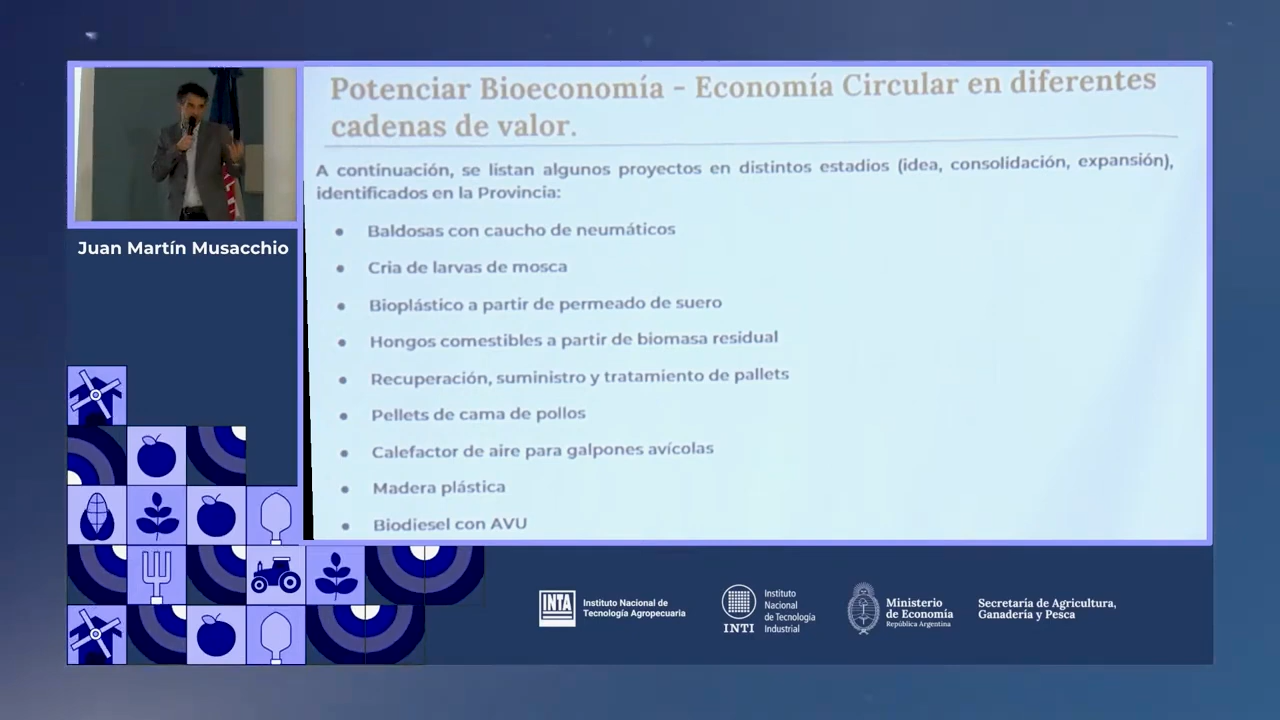 Potenciar Bioeconomía - Economía Circular en diferentes
cadenas de valor.
A continuación, se listan algunos proyectos en distintos estadios (idea, consolidación, expansión),
identificados en la Provincia:
Baldosas con caucho de neumáticos
Cria de larvas de mosca
Bioplástico a partir de permeado de suero
Hongos comestibles a partir de biomasa residual
Recuperación, suministro y tratamiento de pallets
Pellets de cama de pollos
Calefactor de aire para galpones avícolas
Madera plástica
Biodiesel con AVU
Juan Martín Musacchio
INTA
Instituto Nacional de
Tecnología Agropecuaria
INTI
Instituto
Nacional
de Tecnología
Industrial
Ministerio
de Economía
República Argentina
Secretaría de Agricultura,
Ganadería y Pesca